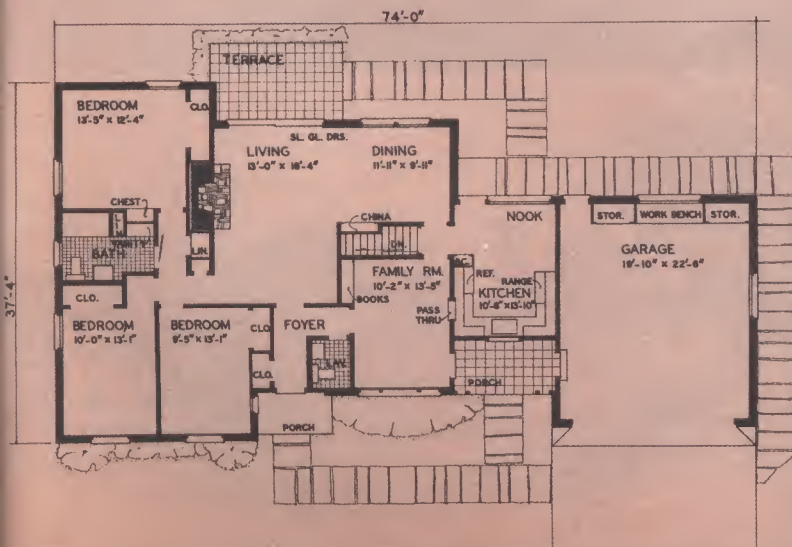 74'-0"
TERRACE
BEDROOM
13'-5" X 12'-4"
CLO.
SL. GL. DRS.
LIVING
13'-0" X 18'-4"
DINING
11'-11" X 9'-11"
CHEST
CHINA
NOOK
STOR.
WORK BENCH
STOR.
VANITY
BATH
LIN.
DN.
GARAGE
19'-10" X 22'-6"
37'-4"
CLO.
FAMILY RM.
10'-2" X 13'-5"
REF.
RANGE
BOOKS
KITCHEN
10'-8" X 13'-10"
PASS
THRU
BEDROOM
10'-0" X 13'-1"
BEDROOM
9'-5" X 13'-1"
CLO.
FOYER
CLO.
PORCH
PORCH